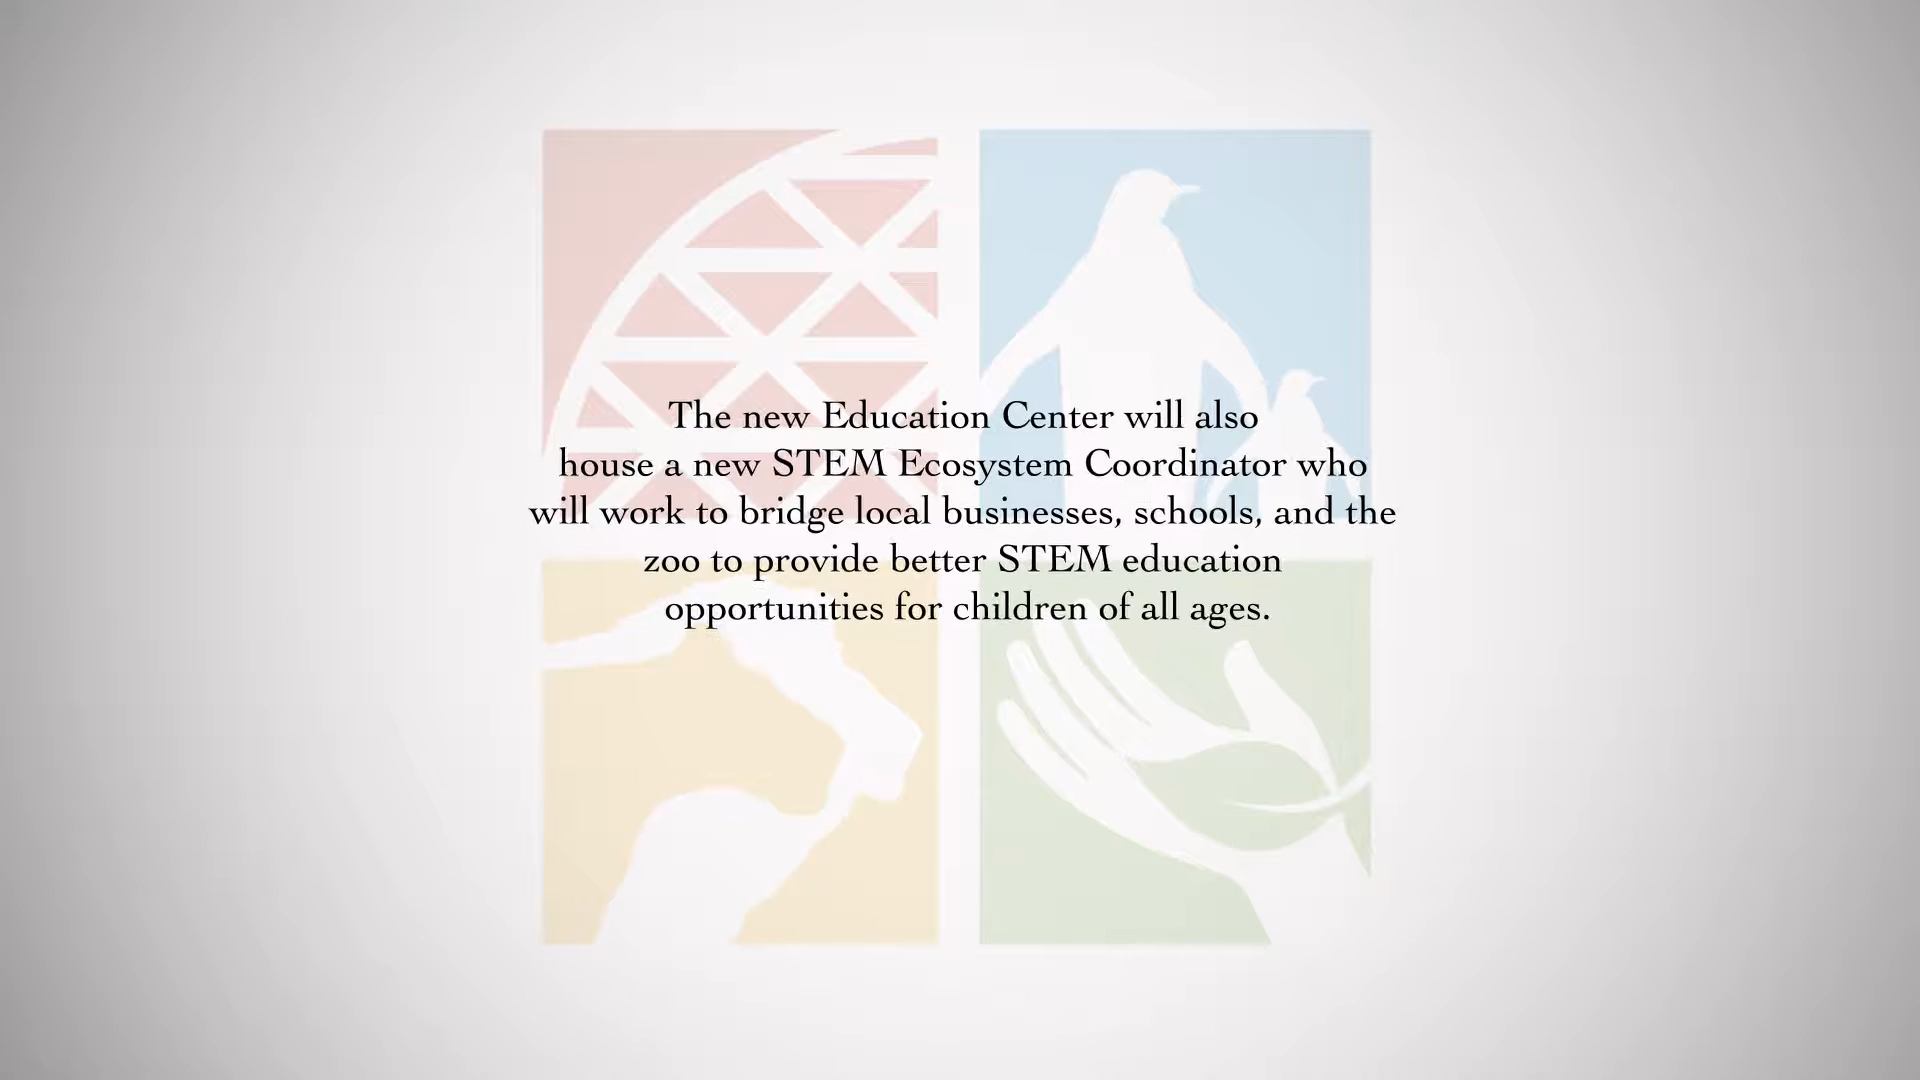 The new Education Center will also
house a new STEM Ecosystem Coordinator who
will work to bridge local businesses, schools, and the
zoo to provide better STEM education
opportunities for children of all ages.